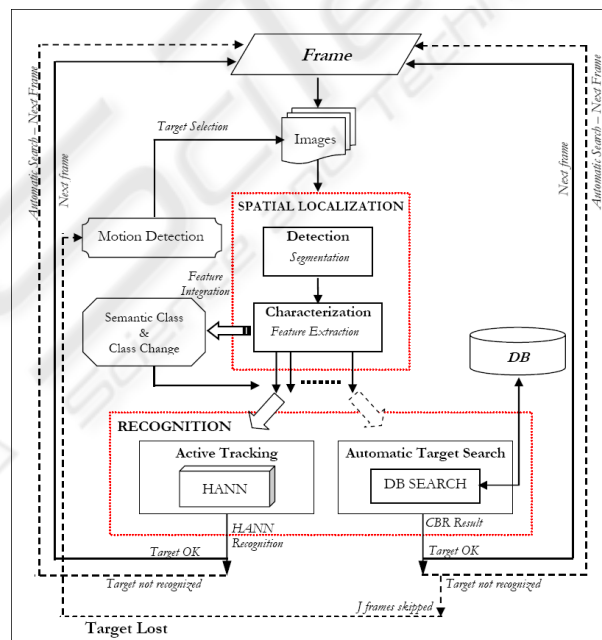 Frame
Target Selection
Images
Automatic Search – Next Frame
Next frame
Next frame
Automatic Search – Next Frame
SPATIAL LOCALIZATION
Motion Detection
Detection
Segmentation
Feature
Integration
Characterization
Feature Extraction
Semantic Class
&
Class Change
DB
RECOGNITION
Active Tracking
HANN
Automatic Target Search
DB SEARCH
HANN
Recognition
CBR Result
Target OK
Target OK
Target not recognized
Target not recognized
J frames skipped
Target Lost